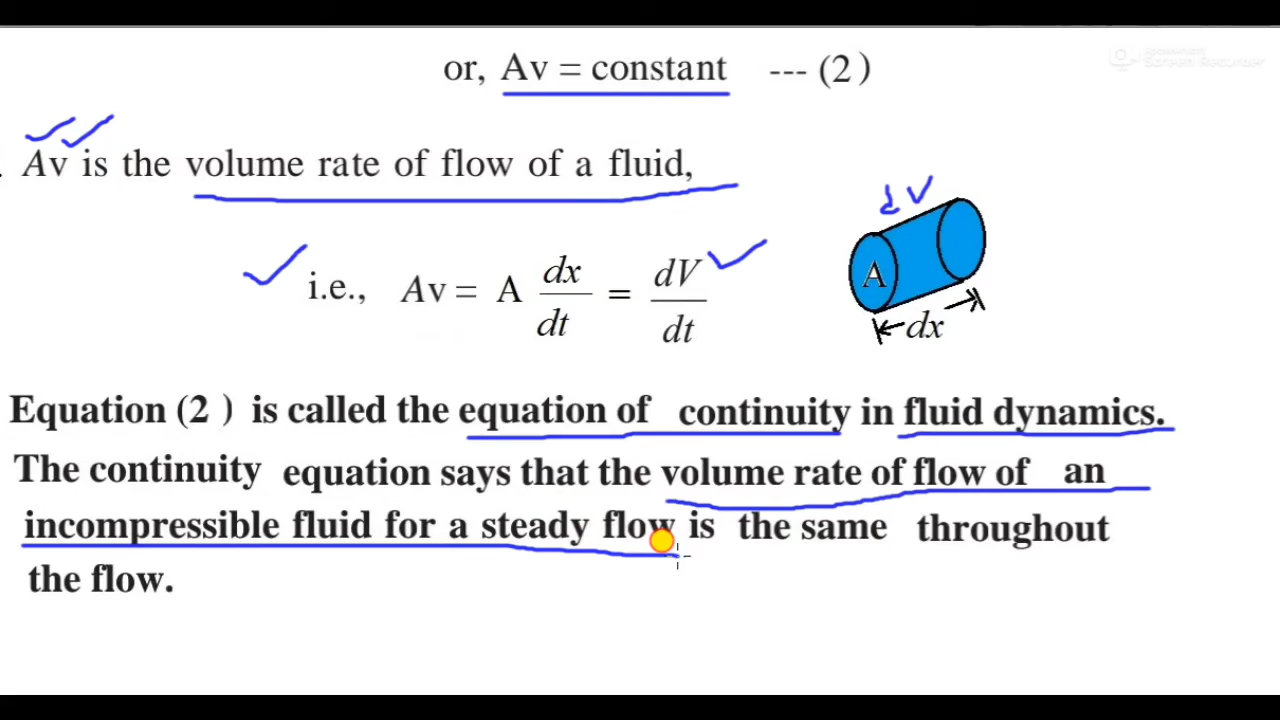 or, Av = constant --- (2)
Screen Recorder
Av is the volume rate of flow of a fluid,
dV
i.e., Av = A dx/dt = dV/dt
A
dx
Equation (2 ) is called the equation of continuity in fluid dynamics.
The continuity equation says that the volume rate of flow of an
incompressible fluid for a steady flow is the same throughout
the flow.